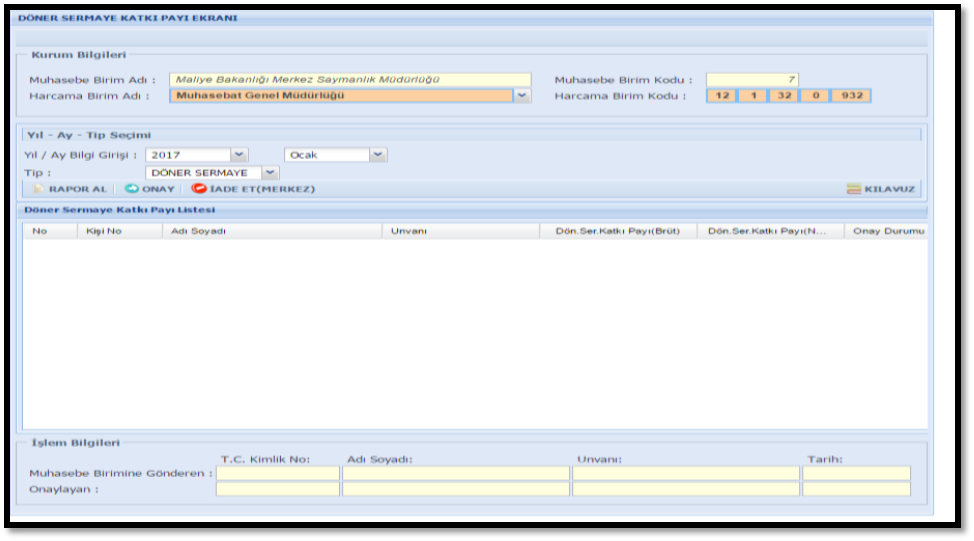 DÖNER SERMAYE KATKI PAYI EKRANI
Kurum Bilgileri
Muhasebe Birim Adı : Maliye Bakanlığı Merkez Saymanlık Müdürlüğü Muhasebe Birim Kodu : 7
Harcama Birim Adı : Muhasebat Genel Müdürlüğü Harcama Birim Kodu : 12 1 32 0 932
Yıl - Ay - Tip Seçimi
Yıl / Ay Bilgi Girişi : 2017 Ocak
Tip : DÖNER SERMAYE
RAPOR AL ONAY İADE ET(MERKEZ) KILAVUZ
Döner Sermaye Katkı Payı Listesi
No Kişi No Adı Soyadı Unvanı Dön.Ser.Katkı Payı(Brüt) Dön.Ser.Katkı Payı(N... Onay Durumu
İşlem Bilgileri
T.C. Kimlik No: Adı Soyadı: Unvanı: Tarih:
Muhasebe Birimine Gönderen :
Onaylayan :